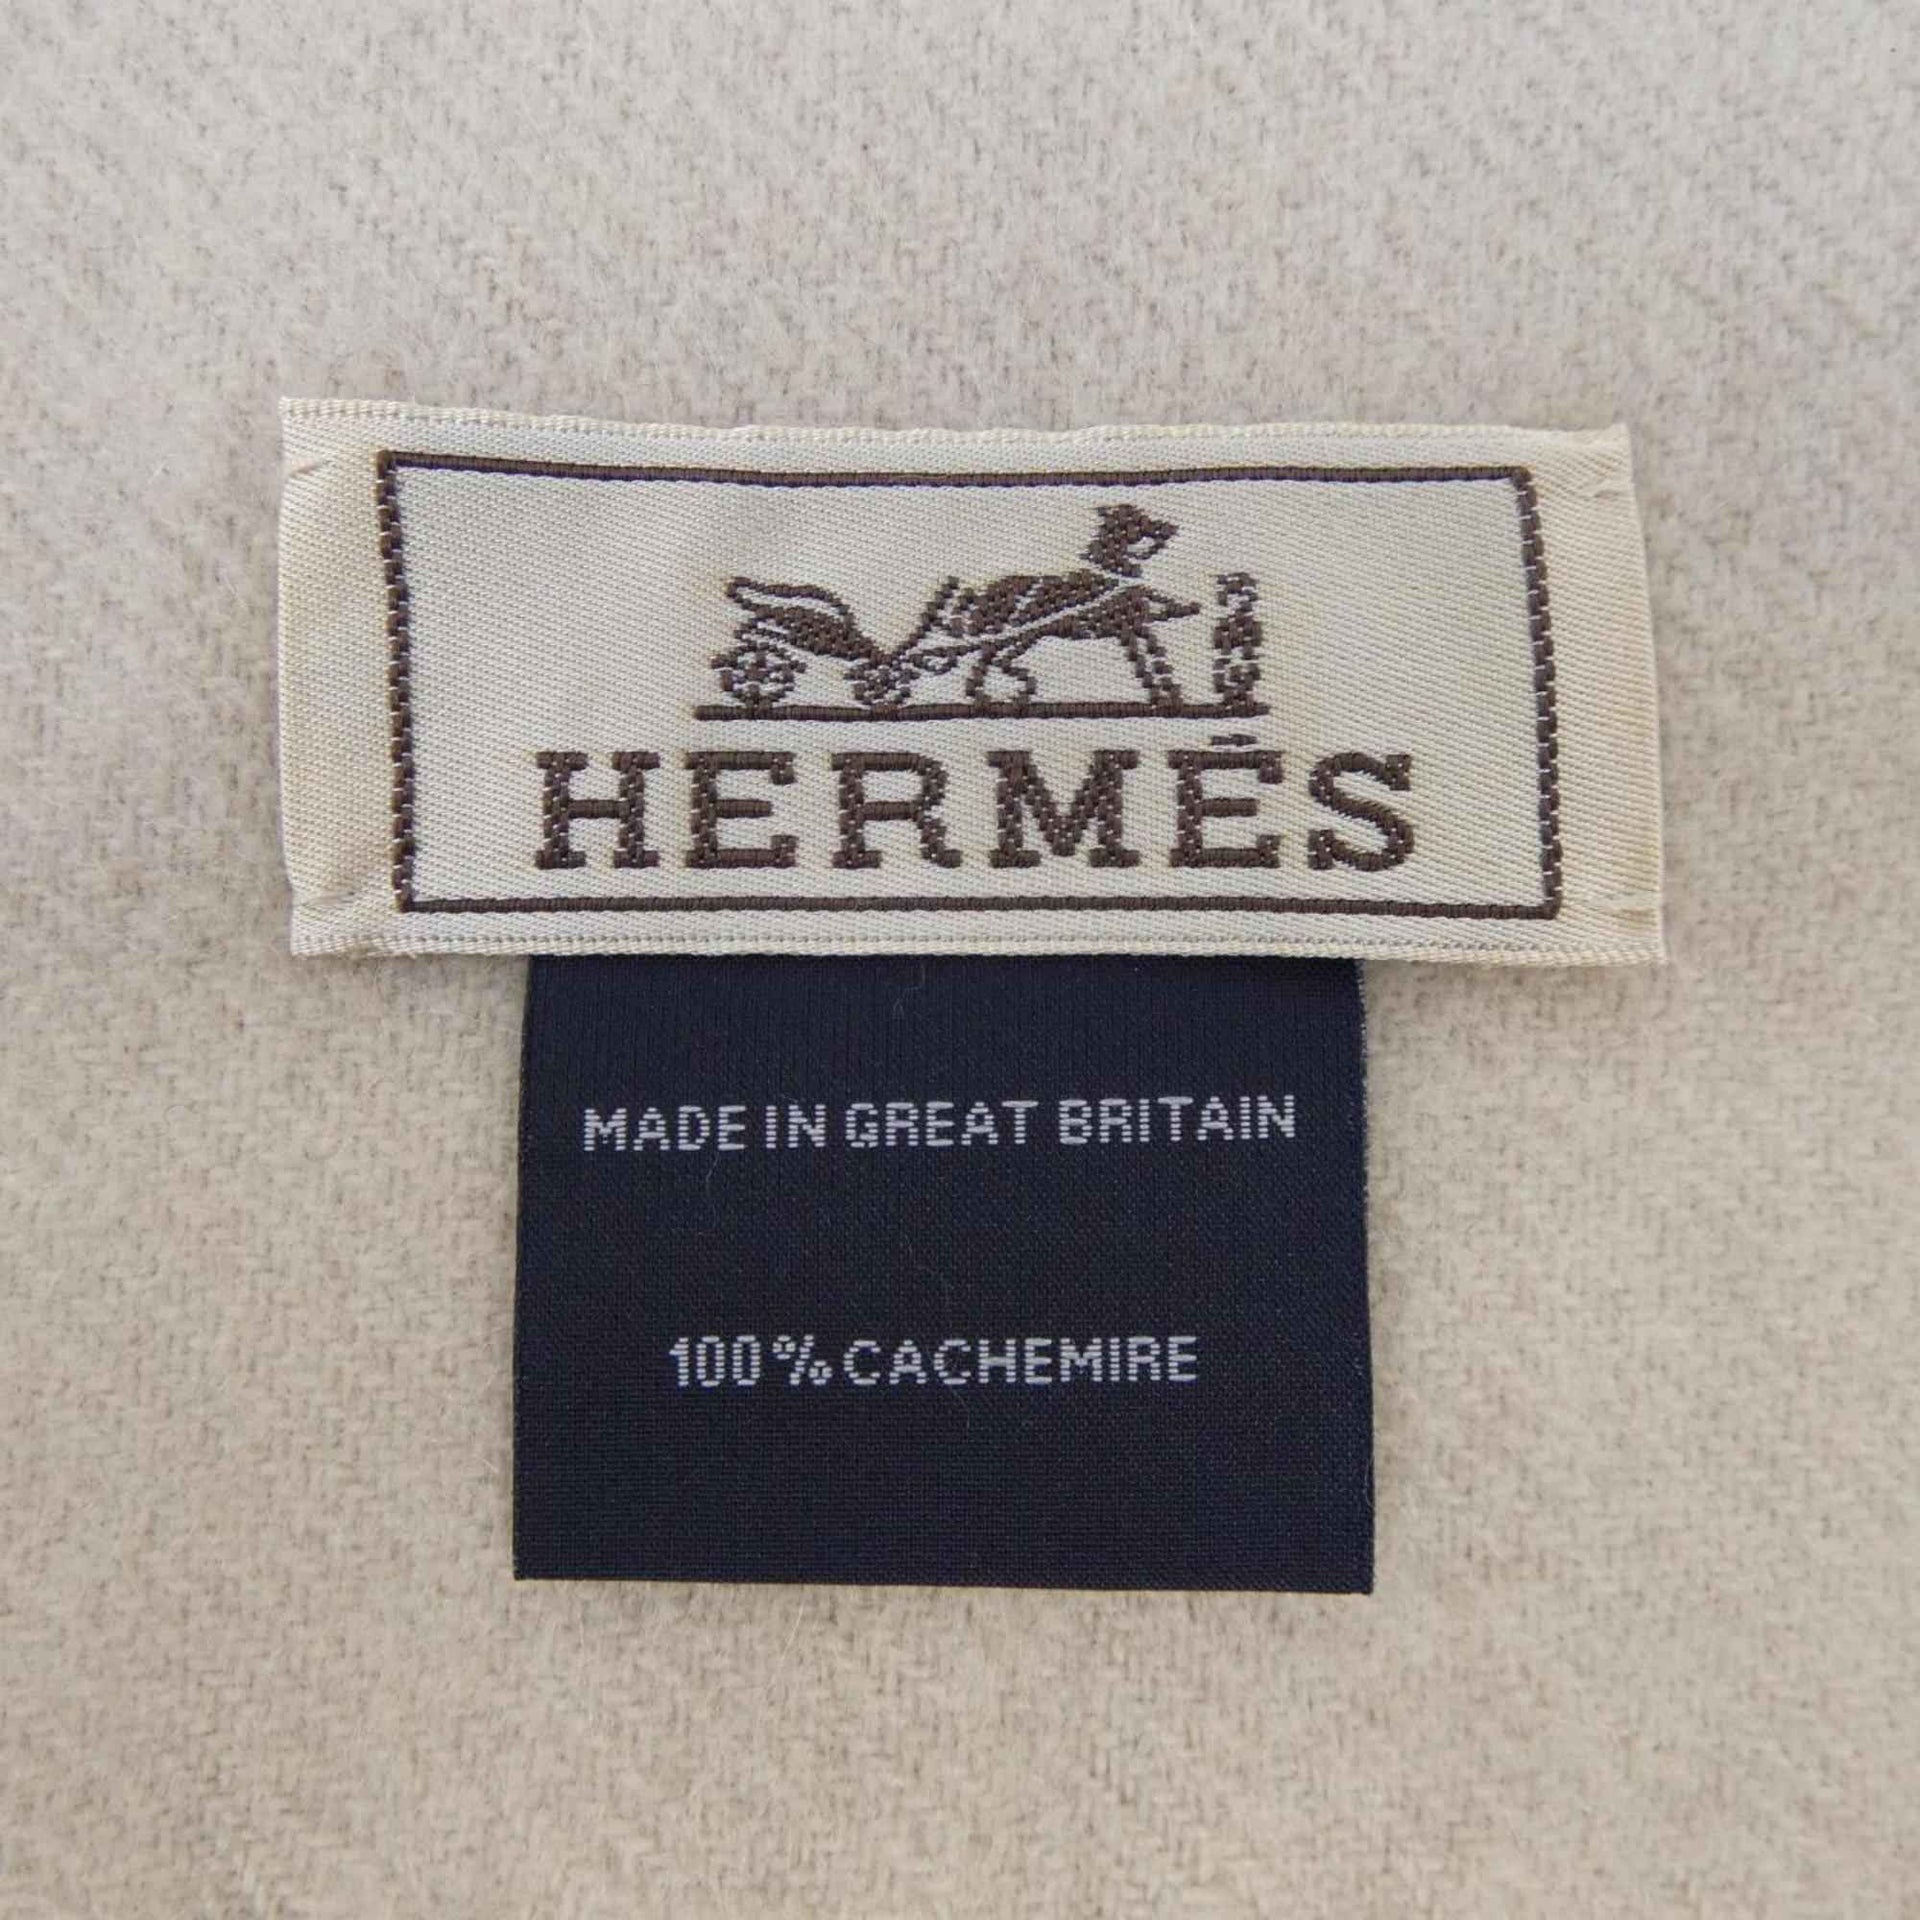 HERMÈS
MADE IN GREAT BRITAIN
100% CACHEMIRE